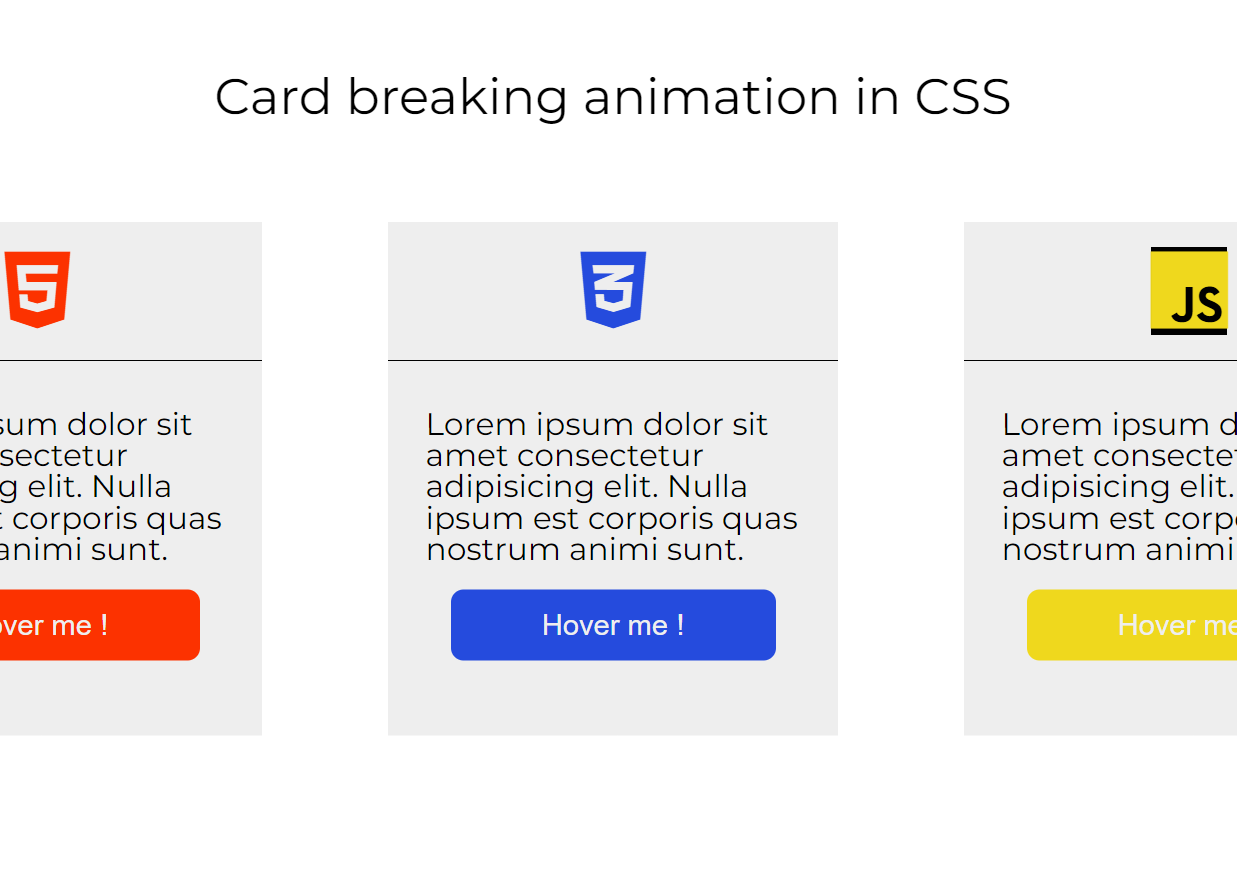 Card breaking animation in CSS
5
3
JS
sum dolor sit
sectetur
g elit. Nulla
t corporis quas
animi sunt.
over me !
Lorem ipsum dolor sit
amet consectetur
adipisicing elit. Nulla
ipsum est corporis quas
nostrum animi sunt.
Hover me !
Lorem ipsum d
amet consectet
adipisicing elit.
ipsum est corp
nostrum animi
Hover me